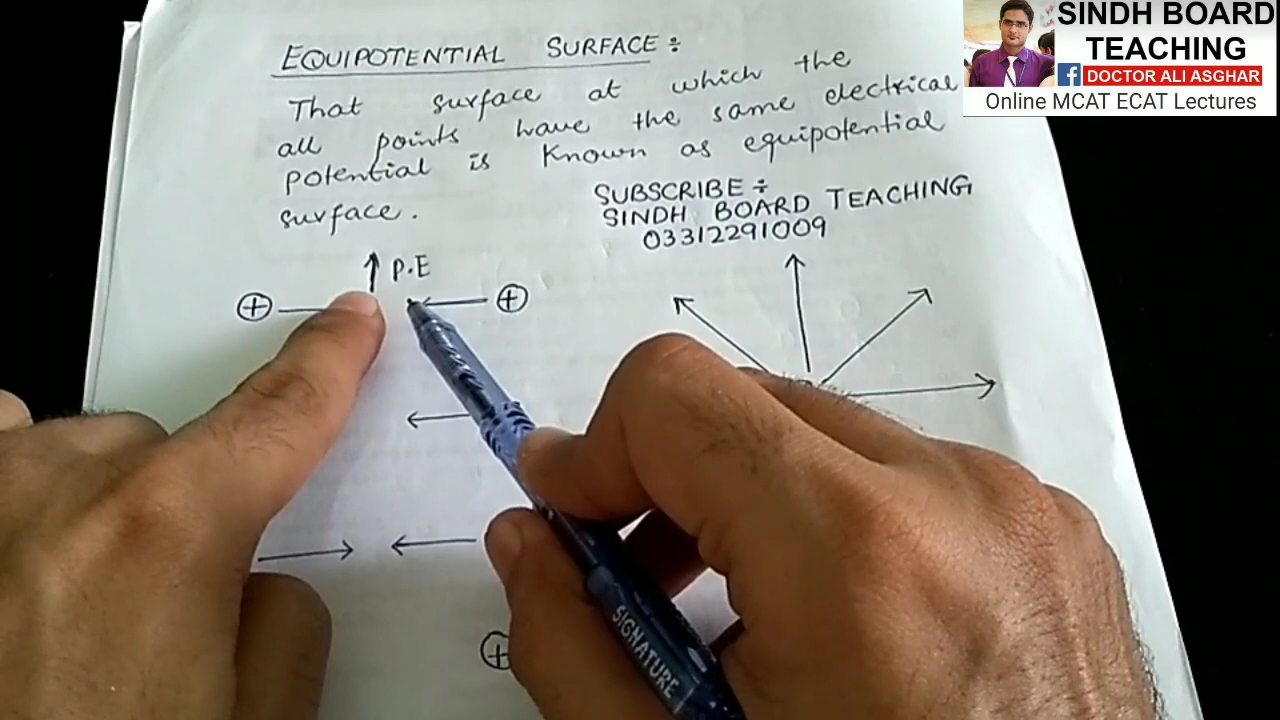 SINDH BOARD
TEACHING
f DOCTOR ALI ASGHAR
Online MCAT ECAT Lectures
EQUIPOTENTIAL SURFACE ÷
That surface at which the
all points have the same electrical
potential is known as equipotential
surface.
SUBSCRIBE ÷
SINDH BOARD TEACHING
03312291009
P.E
+ +
+
SIGNATURE